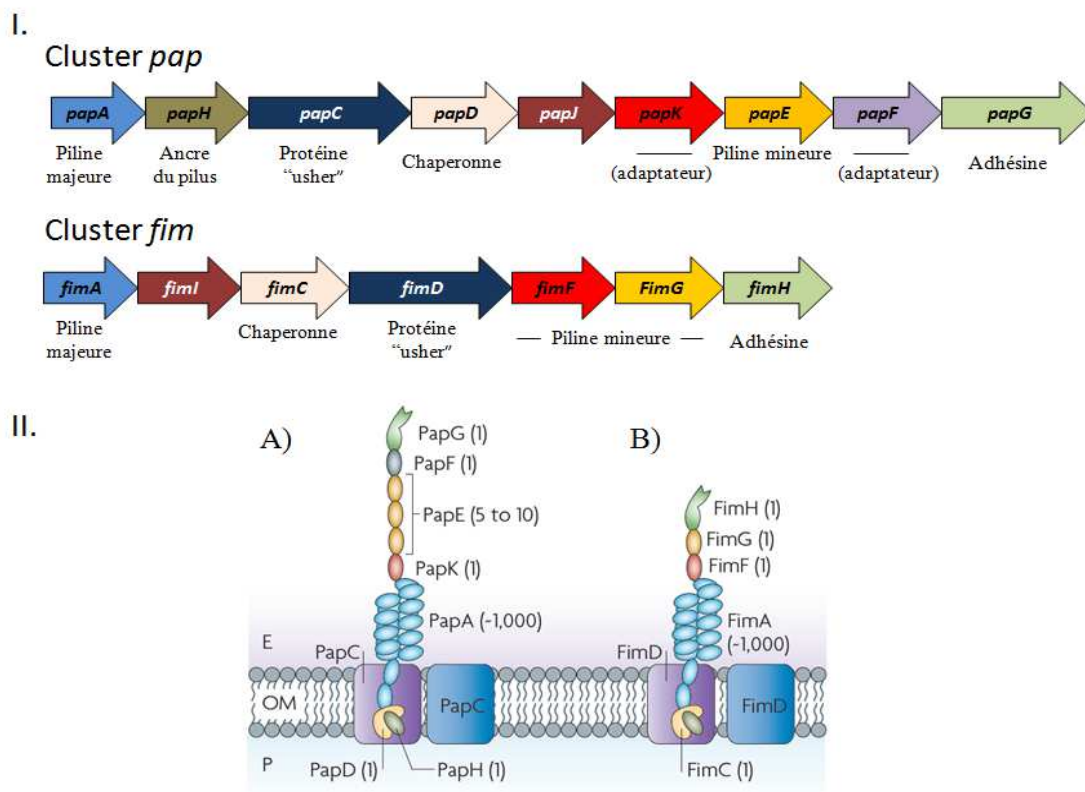 I.
Cluster pap
papA papH papC papD papJ papK papE papF papG
Piline
majeure
Ancre
du pilus
Protéine
“usher”
Chaperonne
(adaptateur)
Piline mineure
(adaptateur)
Adhésine
Cluster fim
fimA fimI fimC fimD fimF FimG fimH
Piline
majeure
Chaperonne
Protéine
“usher”
Piline mineure
Adhésine
II.
A)
PapG (1)
PapF (1)
PapE (5 to 10)
PapK (1)
PapA (~1,000)
E
PapC
OM
PapC
P
PapD (1)
PapH (1)
B)
FimH (1)
FimG (1)
FimF (1)
FimA
(~1,000)
FimD
FimD
FimC (1)